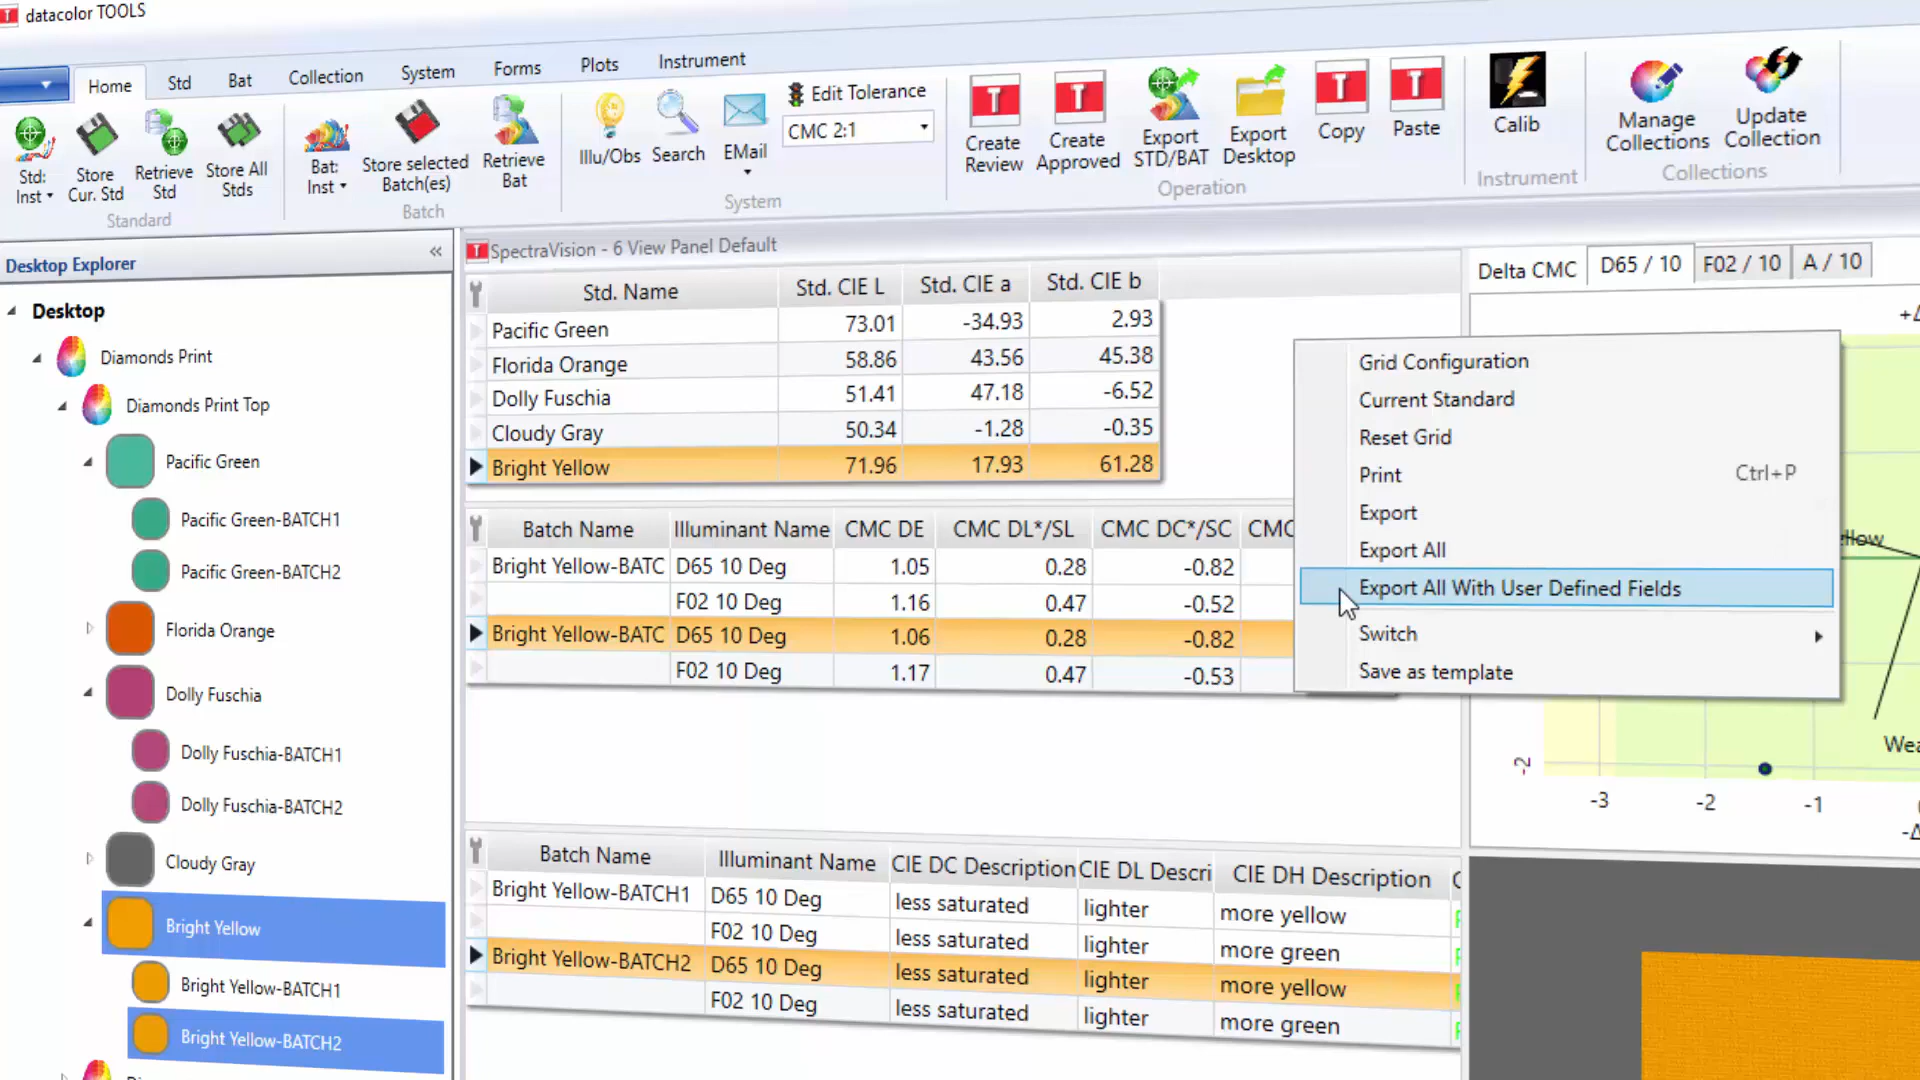 datacolor TOOLS
Home Std Bat Collection System Forms Plots Instrument
Std: Inst
Store Cur. Std
Retrieve Std
Store All Stds
Standard
Bat: Inst
Store selected Batch(es)
Retrieve Bat
Batch
Illu/Obs
Search
EMail
Edit Tolerance
CMC 2:1
System
Create Review
Create Approved
Export STD/BAT
Export Desktop
Copy
Paste
Operation
Calib
Instrument
Manage Collections
Update Collection
Collections
Desktop Explorer
Desktop
Diamonds Print
Diamonds Print Top
Pacific Green
Pacific Green-BATCH1
Pacific Green-BATCH2
Florida Orange
Dolly Fuschia
Dolly Fuschia-BATCH1
Dolly Fuschia-BATCH2
Cloudy Gray
Bright Yellow
Bright Yellow-BATCH1
Bright Yellow-BATCH2
SpectraVision - 6 View Panel Default
Std. Name Std. CIE L Std. CIE a Std. CIE b
Pacific Green 73.01 -34.93 2.93
Florida Orange 58.86 43.56 45.38
Dolly Fuschia 51.41 47.18 -6.52
Cloudy Gray 50.34 -1.28 -0.35
Bright Yellow 71.96 17.93 61.28
Batch Name Illuminant Name CMC DE CMC DL*/SL CMC DC*/SC CMC
Bright Yellow-BATC D65 10 Deg 1.05 0.28 -0.82
F02 10 Deg 1.16 0.47 -0.52
Bright Yellow-BATC D65 10 Deg 1.06 0.28 -0.82
F02 10 Deg 1.17 0.47 -0.53
Batch Name Illuminant Name CIE DC Description CIE DL Descri CIE DH Description
Bright Yellow-BATCH1 D65 10 Deg less saturated lighter more yellow
F02 10 Deg less saturated lighter more green
Bright Yellow-BATCH2 D65 10 Deg less saturated lighter more yellow
F02 10 Deg less saturated lighter more green
Delta CMC D65 / 10 F02 / 10 A / 10
Grid Configuration
Current Standard
Reset Grid
Print Ctrl+P
Export
Export All
Export All With User Defined Fields
Switch
Save as template
+Δ
llow
Wea
-2
-3 -2 -1
-Δ